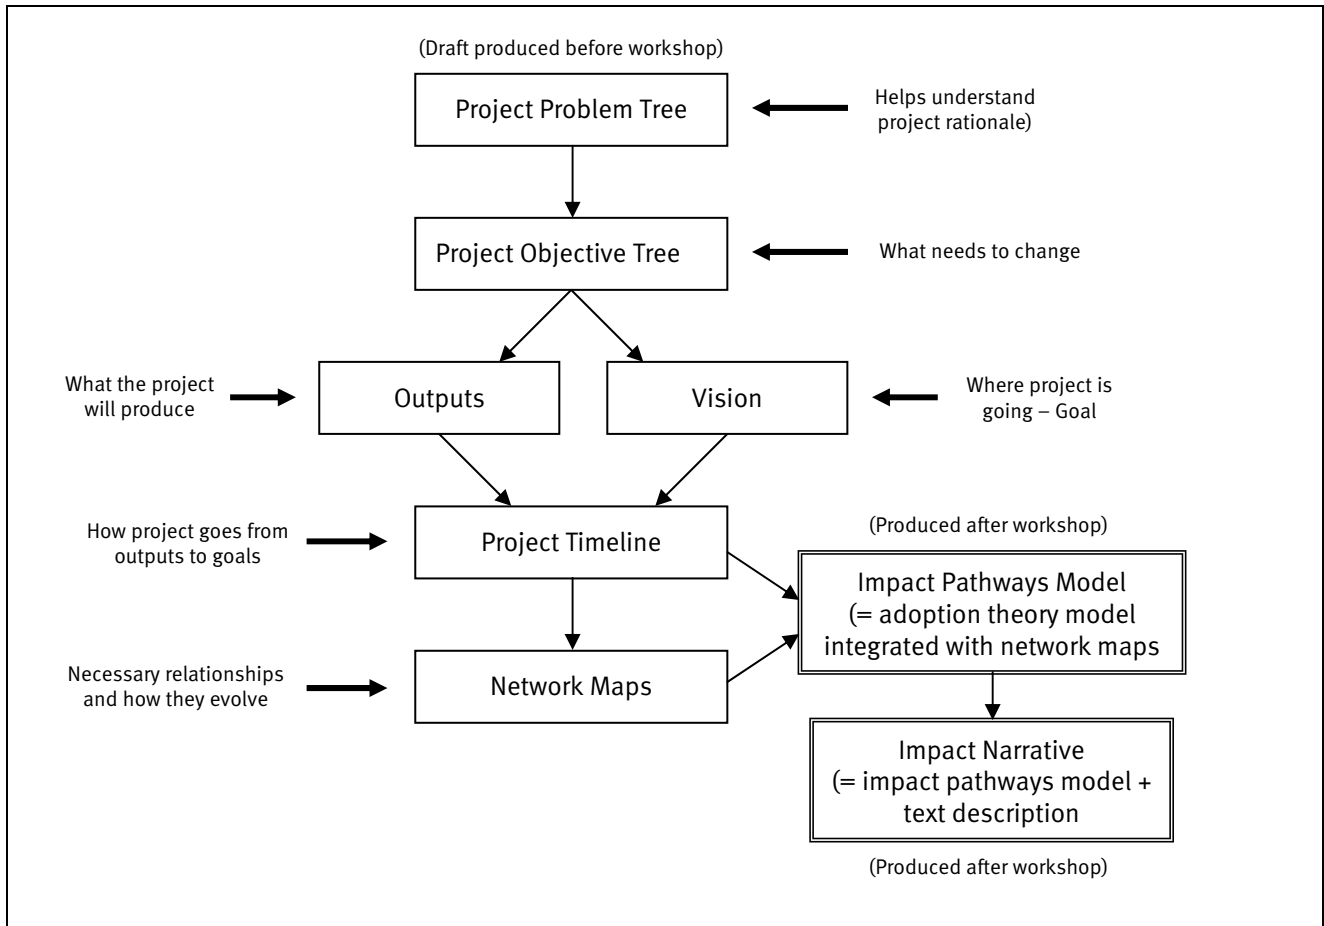 (Draft produced before workshop)
Project Problem Tree
Helps understand
project rationale)
Project Objective Tree
What needs to change
What the project
will produce
Outputs
Vision
Where project is
going – Goal
How project goes from
outputs to goals
Project Timeline
(Produced after workshop)
Impact Pathways Model
(= adoption theory model
integrated with network maps
Necessary relationships
and how they evolve
Network Maps
Impact Narrative
(= impact pathways model +
text description
(Produced after workshop)